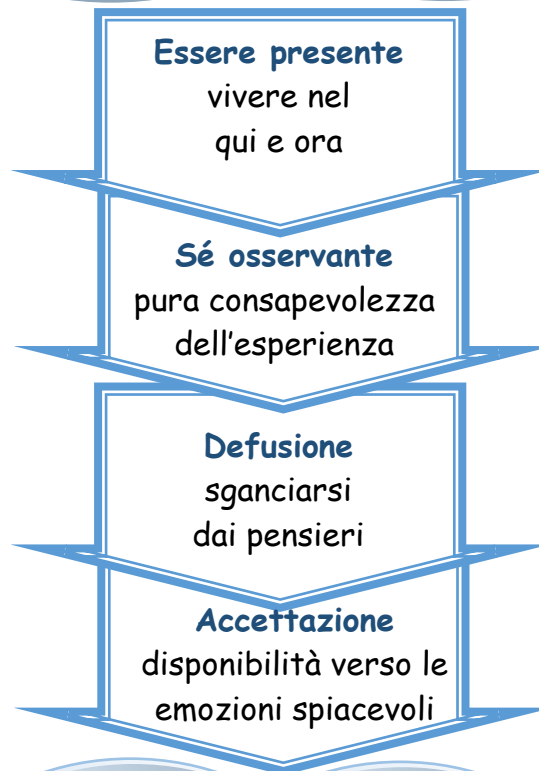 Essere presente
vivere nel
qui e ora
Sé osservante
pura consapevolezza
dell'esperienza
Defusione
sganciarsi
dai pensieri
Accettazione
disponibilità verso le
emozioni spiacevoli